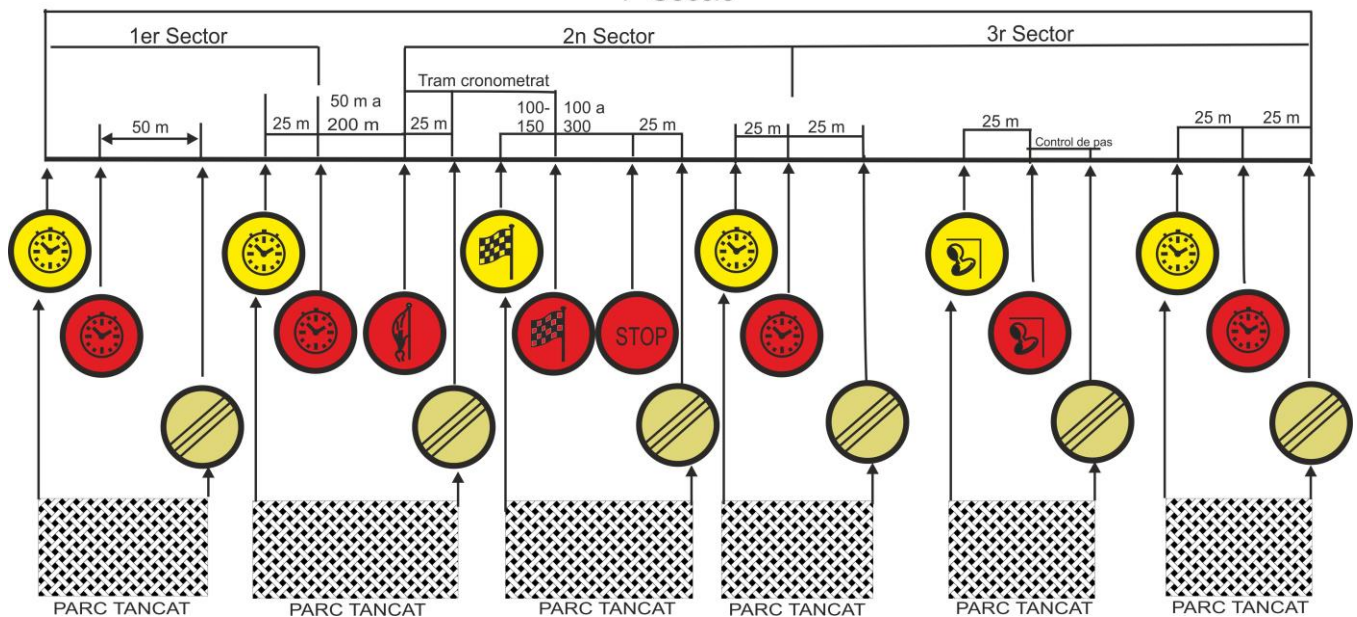 1er Sector
2n Sector
3r Sector
Tram cronometrat
50 m
25 m
50 m a
200 m
25 m
100-
150
100 a
300
25 m
25 m
25 m
25 m
Control de pas
25 m
25 m
STOP
PARC TANCAT
PARC TANCAT
PARC TANCAT
PARC TANCAT
PARC TANCAT
PARC TANCAT